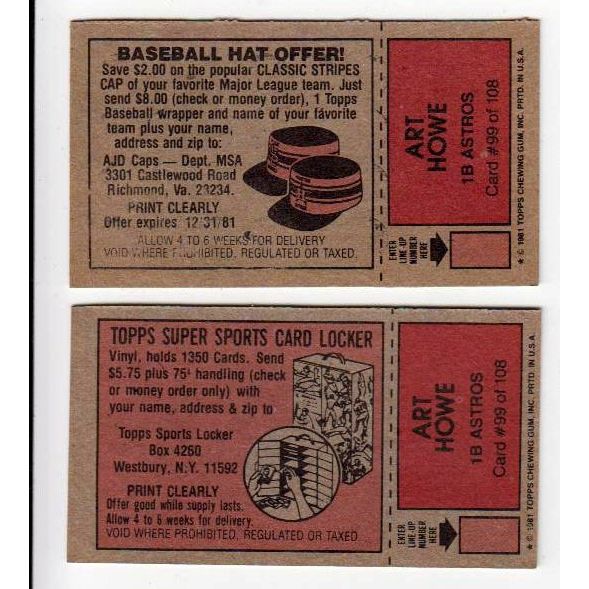 BASEBALL HAT OFFER!
Save $2.00 on the popular CLASSIC STRIPES
CAP of your favorite Major League team. Just
send $8.00 (check or money order), 1 Topps
Baseball wrapper and name of your favorite
team plus your name,
address and zip to:
AJD Caps — Dept. MSA
3301 Castlewood Road
Richmond, Va. 23234.
PRINT CLEARLY
Offer expires 12/31/81
ALLOW 4 TO 6 WEEKS FOR DELIVERY
VOID WHERE PROHIBITED, REGULATED OR TAXED.
ART
HOWE
1B ASTROS
Card #99 of 108
ENTER
LINE-UP
NUMBER
HERE
★ © 1981 TOPPS CHEWING GUM, INC. PRTD. IN U.S.A.
TOPPS SUPER SPORTS CARD LOCKER
Vinyl, holds 1350 Cards. Send
$5.75 plus 75¢ handling (check
or money order only) with
your name, address & zip to
Topps Sports Locker
Box 4260
Westbury, N.Y. 11592
PRINT CLEARLY
Offer good while supply lasts.
Allow 4 to 6 weeks for delivery.
VOID WHERE PROHIBITED, REGULATED OR TAXED
ART
HOWE
1B ASTROS
Card #99 of 108
ENTER
LINE-UP
NUMBER
HERE
★ © 1981 TOPPS CHEWING GUM, INC. PRTD. IN U.S.A.